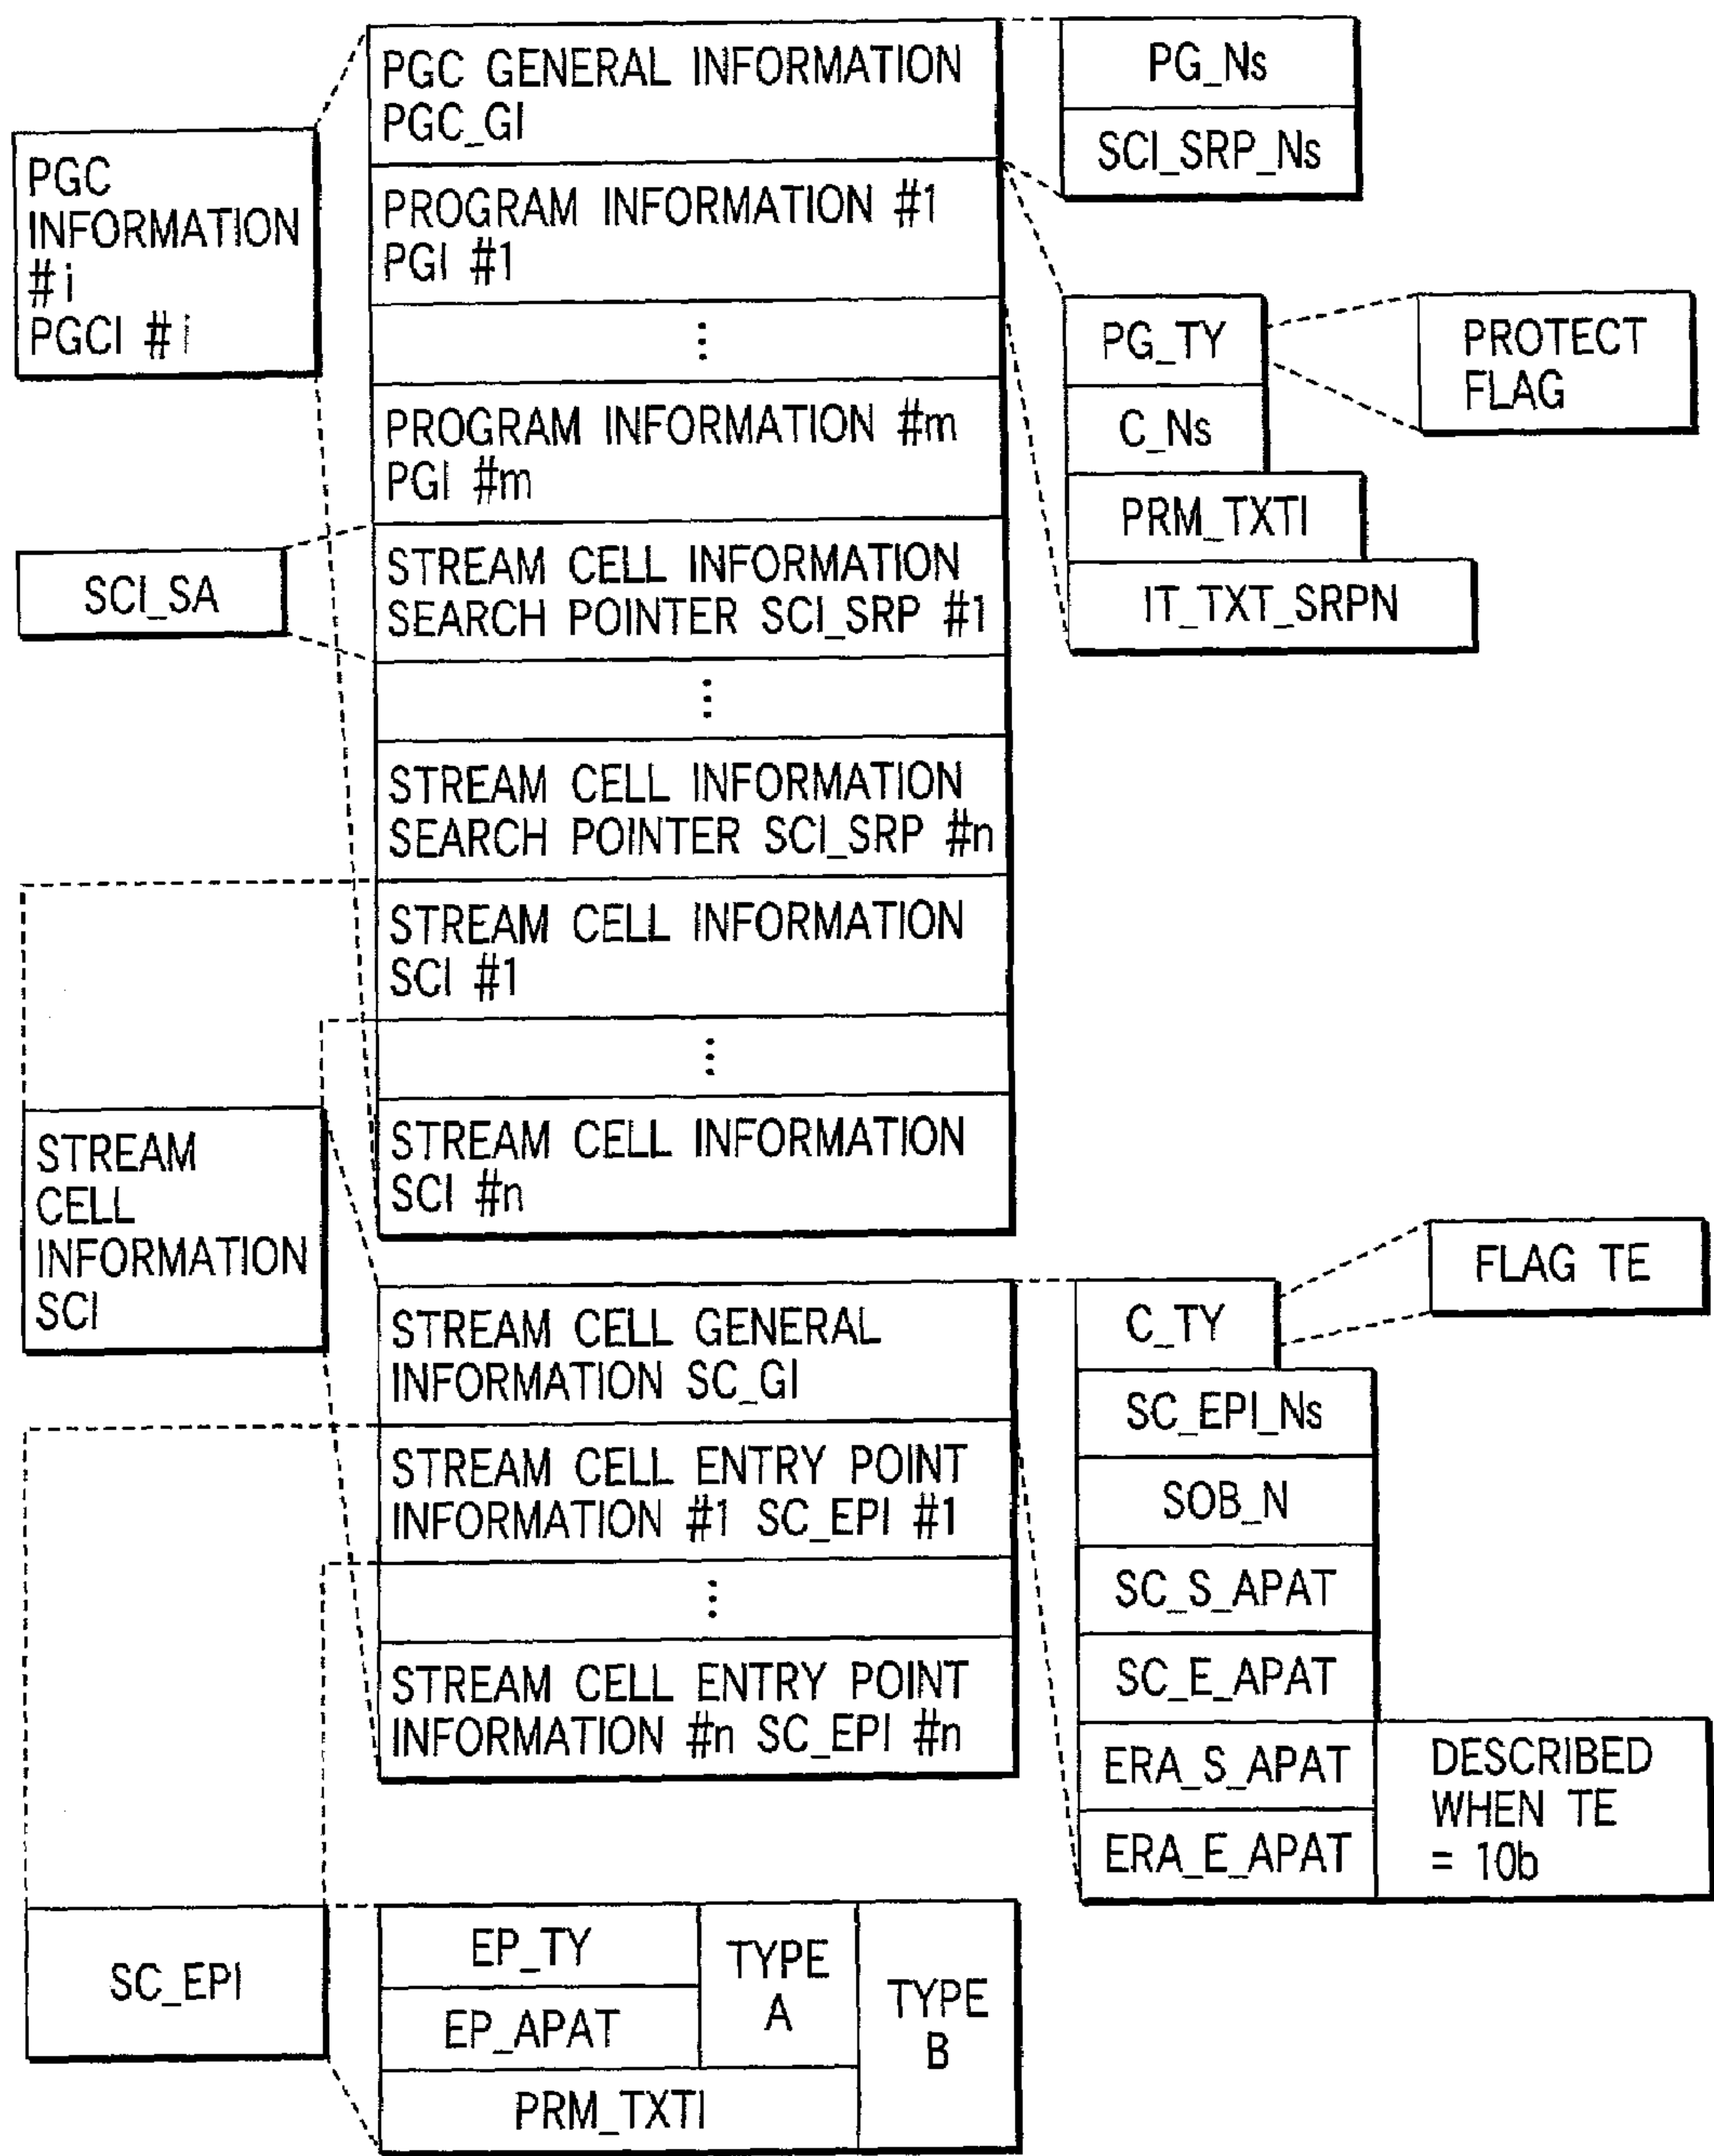 PGC
INFORMATION
#i
PGCI #i
PGC GENERAL INFORMATION
PGC_GI
PROGRAM INFORMATION #1
PGI #1
⋮
PROGRAM INFORMATION #m
PGI #m
STREAM CELL INFORMATION
SEARCH POINTER SCI_SRP #1
⋮
STREAM CELL INFORMATION
SEARCH POINTER SCI_SRP #n
STREAM CELL INFORMATION
SCI #1
⋮
STREAM CELL INFORMATION
SCI #n
PG_Ns
SCI_SRP_Ns
PG_TY
C_Ns
PRM_TXTI
IT_TXT_SRPN
PROTECT
FLAG
SCI_SA
STREAM
CELL
INFORMATION
SCI
STREAM CELL GENERAL
INFORMATION SC_GI
STREAM CELL ENTRY POINT
INFORMATION #1 SC_EPI #1
⋮
STREAM CELL ENTRY POINT
INFORMATION #n SC_EPI #n
C_TY
SC_EPI_Ns
SOB_N
SC_S_APAT
SC_E_APAT
ERA_S_APAT
ERA_E_APAT
FLAG TE
DESCRIBED
WHEN TE
= 10b
SC_EPI
EP_TY
EP_APAT
PRM_TXTI
TYPE
A
TYPE
B